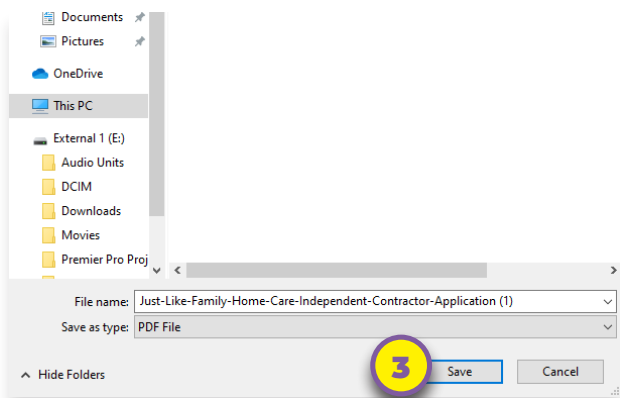 Documents
Pictures
OneDrive
This PC
External 1 (E:)
Audio Units
DCIM
Downloads
Movies
Premier Pro Proj
File name: Just-Like-Family-Home-Care-Independent-Contractor-Application (1)
Save as type: PDF File
Hide Folders
3
Save
Cancel